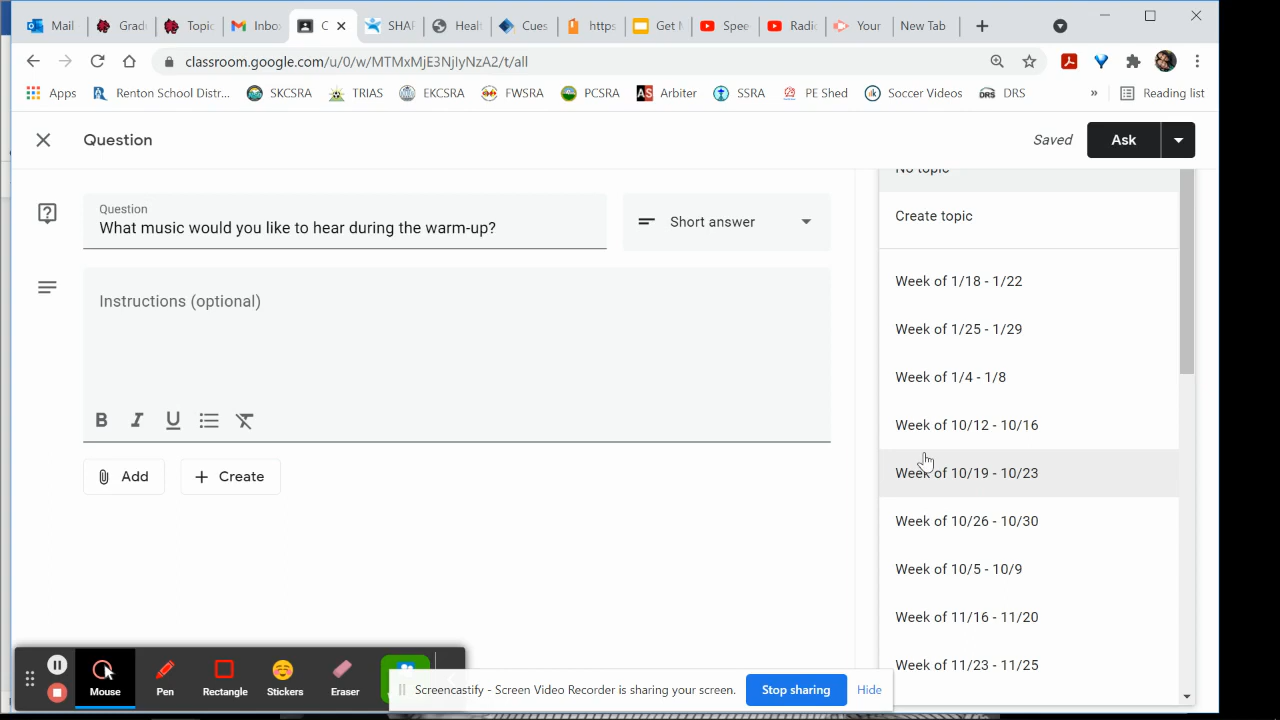 Mail Grad Topic Inbo C SHAP Healt Cues https Get M Spee Radi Your New Tab
classroom.google.com/u/0/w/MTMxMjE3NjIyNzA2/t/all
Apps Renton School Distr... SKCSRA TRIAS EKCSRA FWSRA PCSRA AS Arbiter SSRA PE Shed Soccer Videos DRS DRS » Reading list
Question Saved Ask
No topic
Question
What music would you like to hear during the warm-up?
Short answer
Create topic
Instructions (optional)
Week of 1/18 - 1/22
Week of 1/25 - 1/29
Week of 1/4 - 1/8
Week of 10/12 - 10/16
B I U
Add Create
Week of 10/19 - 10/23
Week of 10/26 - 10/30
Week of 10/5 - 10/9
Week of 11/16 - 11/20
Week of 11/23 - 11/25
Mouse Pen Rectangle Stickers Eraser
Screencastify - Screen Video Recorder is sharing your screen. Stop sharing Hide